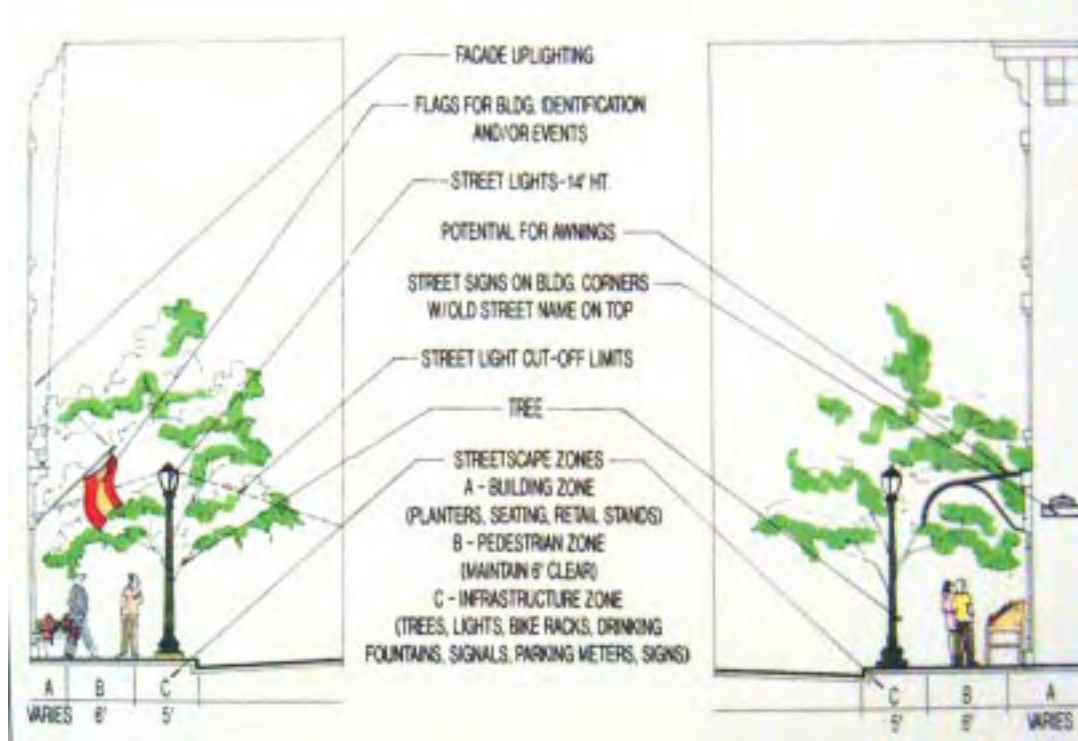 FACADE UPLIGHTING
FLAGS FOR BLDG. IDENTIFICATION
AND/OR EVENTS
STREET LIGHTS-14' HT.
POTENTIAL FOR AWNINGS
STREET SIGNS ON BLDG. CORNERS
W/OLD STREET NAME ON TOP
STREET LIGHT CUT-OFF LIMITS
TREE
STREETSCAPE ZONES
A - BUILDING ZONE
(PLANTERS, SEATING, RETAIL STANDS)
B - PEDESTRIAN ZONE
(MAINTAIN 6' CLEAR)
C - INFRASTRUCTURE ZONE
(TREES, LIGHTS, BIKE RACKS, DRINKING
FOUNTAINS, SIGNALS, PARKING METERS, SIGNS)
A B C
VARIES 6' 5'
C B A
5' 6' VARIES